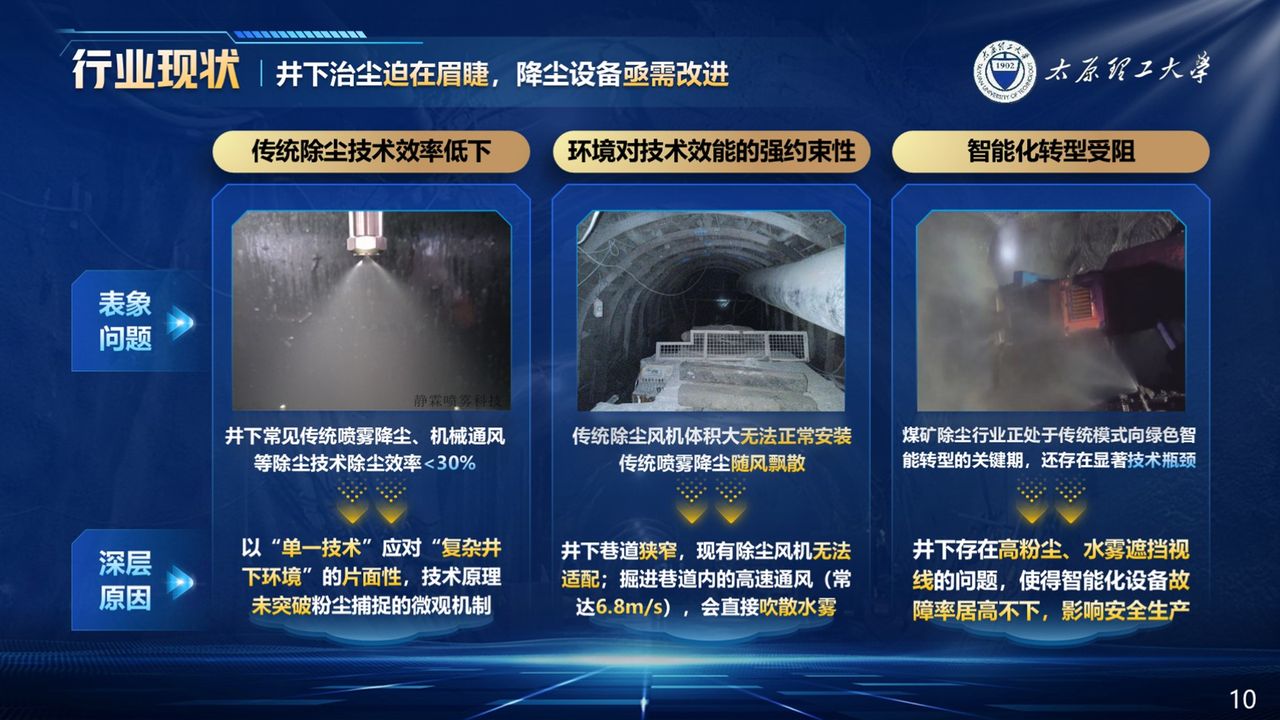 行业现状
井下治尘迫在眉睫，降尘设备亟需改进
1902
太原理工大学
传统除尘技术效率低下
环境对技术效能的强约束性
智能化转型受阻
表象
问题
静霖喷雾科技
井下常见传统喷雾降尘、机械通风
等除尘技术除尘效率<30%
传统除尘风机体积大无法正常安装
传统喷雾降尘随风飘散
煤矿除尘行业正处于传统模式向绿色智
能转型的关键期，还存在显著技术瓶颈
深层
原因
以“单一技术”应对“复杂井
下环境”的片面性，技术原理
未突破粉尘捕捉的微观机制
井下巷道狭窄，现有除尘风机无法
适配；掘进巷道内的高速通风（常
达6.8m/s），会直接吹散水雾
井下存在高粉尘、水雾遮挡视
线的问题，使得智能化设备故
障率居高不下，影响安全生产
10